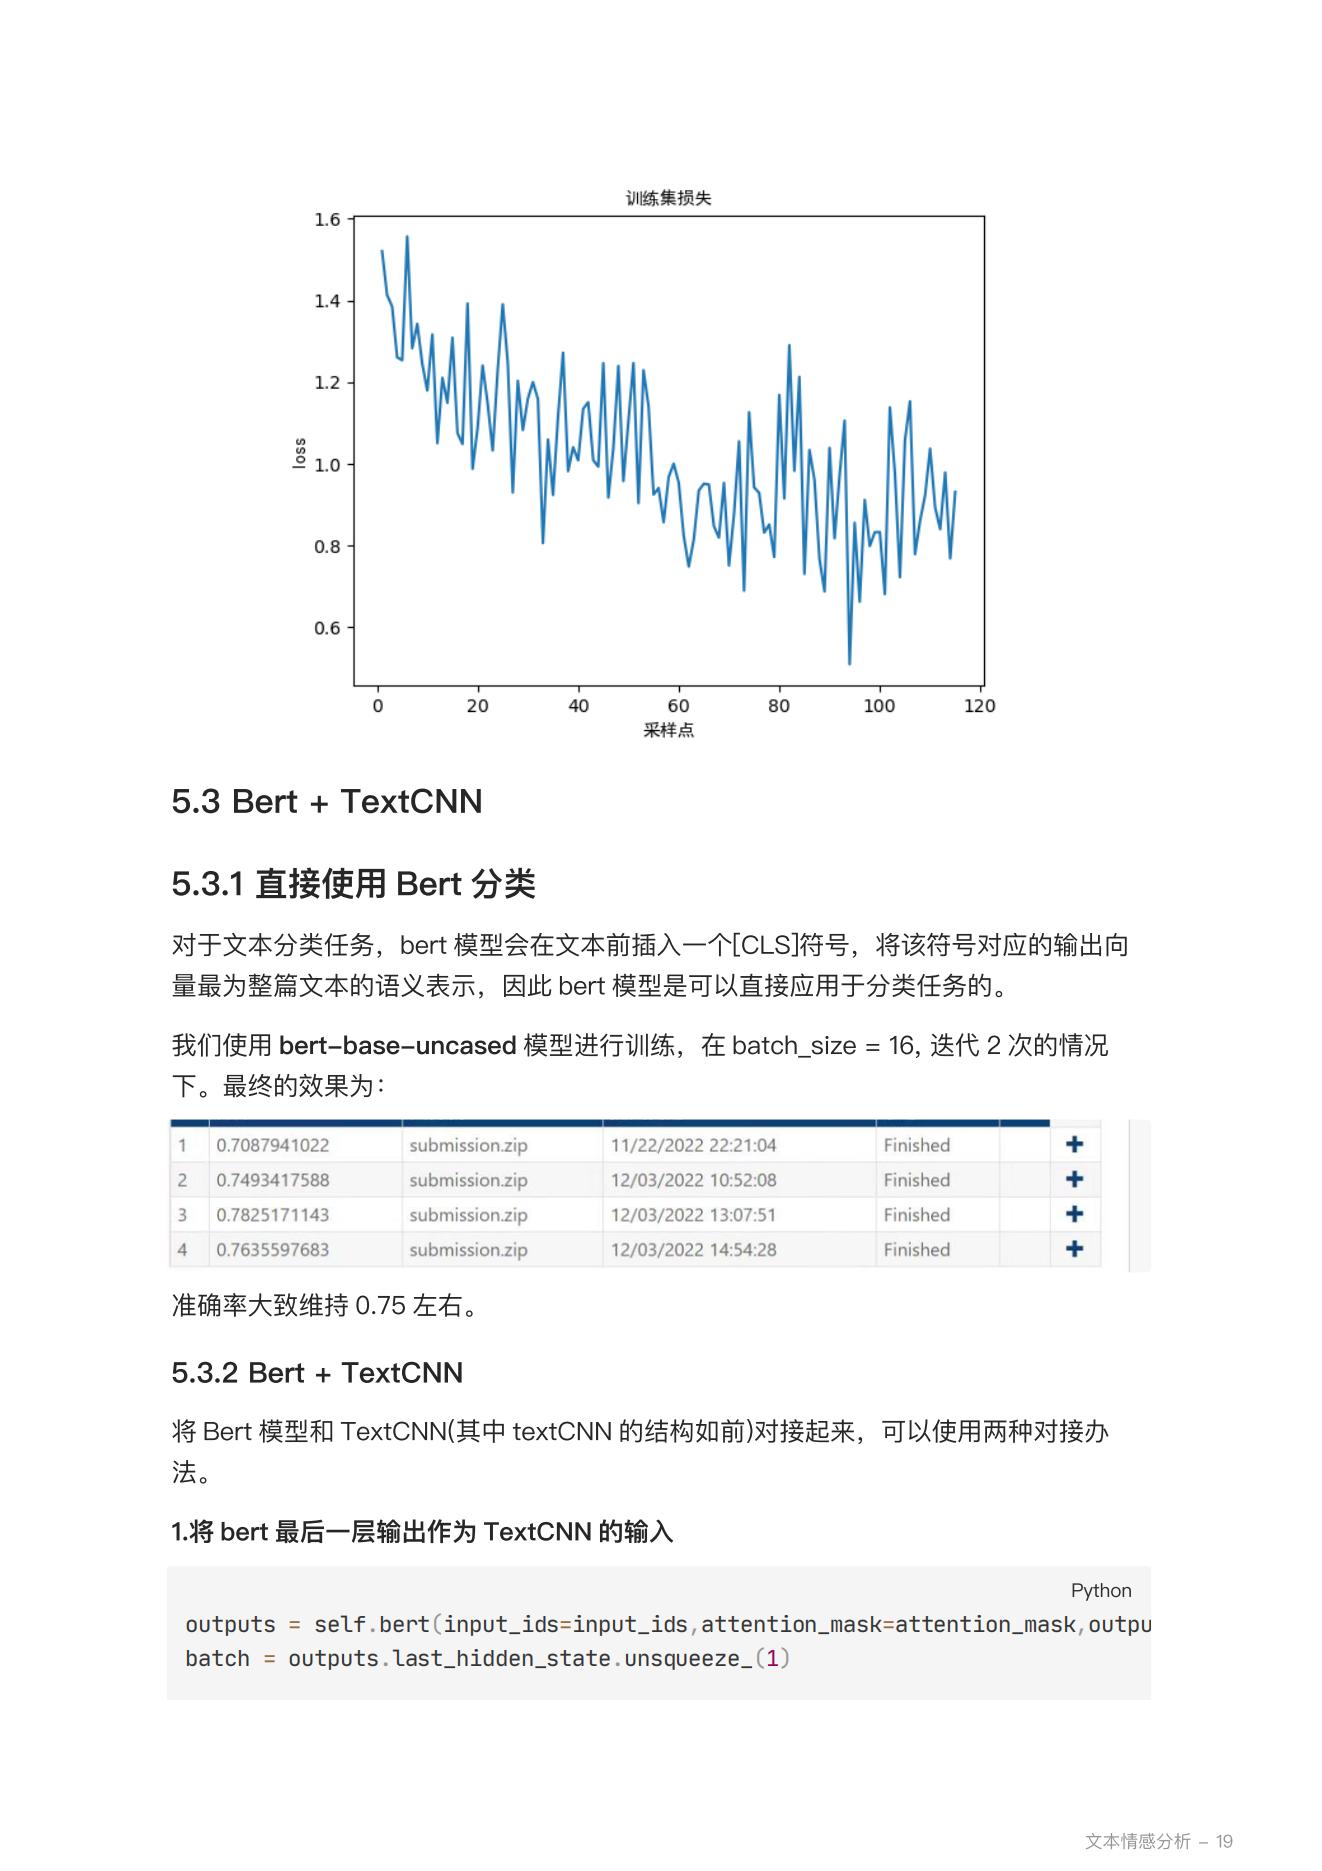 训练集损失
1.6
1.4
1.2
1.0
0.8
0.6
loss
0 20 40 60 80 100 120
采样点
5.3 Bert + TextCNN
5.3.1 直接使用 Bert 分类
对于文本分类任务，bert 模型会在文本前插入一个[CLS]符号，将该符号对应的输出向
量最为整篇文本的语义表示，因此 bert 模型是可以直接应用于分类任务的。
我们使用 bert-base-uncased 模型进行训练，在 batch_size = 16, 迭代 2 次的情况
下。最终的效果为：
1 0.7087941022 submission.zip 11/22/2022 22:21:04 Finished +
2 0.7493417588 submission.zip 12/03/2022 10:52:08 Finished +
3 0.7825171143 submission.zip 12/03/2022 13:07:51 Finished +
4 0.7635597683 submission.zip 12/03/2022 14:54:28 Finished +
准确率大致维持 0.75 左右。
5.3.2 Bert + TextCNN
将 Bert 模型和 TextCNN(其中 textCNN 的结构如前)对接起来，可以使用两种对接办
法。
1.将 bert 最后一层输出作为 TextCNN 的输入
Python
outputs = self.bert(input_ids=input_ids,attention_mask=attention_mask,outpu
batch = outputs.last_hidden_state.unsqueeze_(1)
文本情感分析 – 19